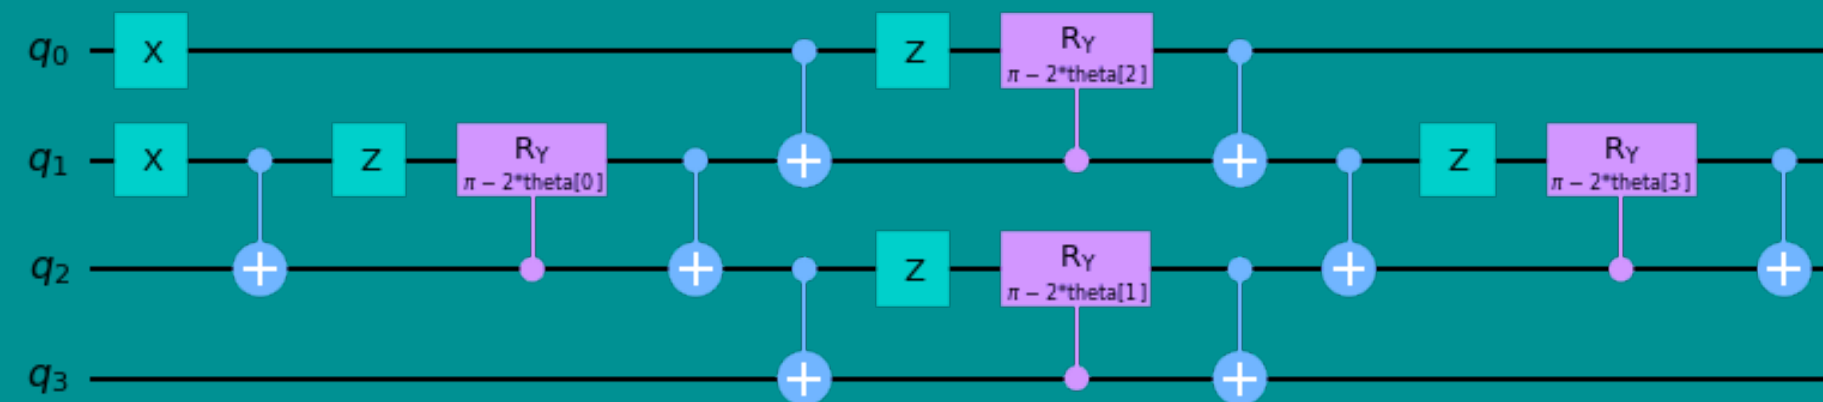 q0 X Z RY
π − 2*theta[2]
q1 X Z RY Z RY
π − 2*theta[0] π − 2*theta[3]
q2 Z RY
π − 2*theta[1]
q3